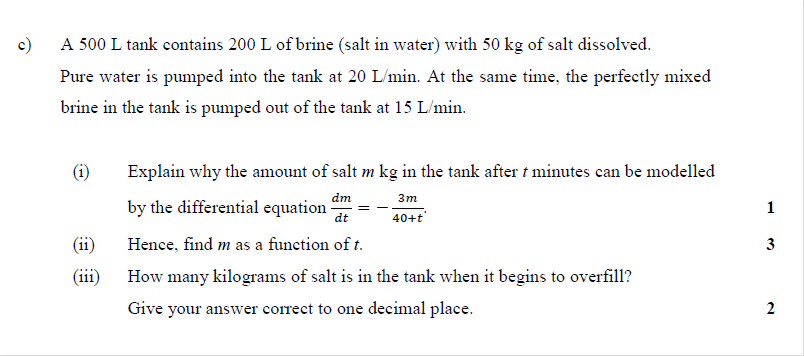 c) A 500 L tank contains 200 L of brine (salt in water) with 50 kg of salt dissolved.
Pure water is pumped into the tank at 20 L/min. At the same time, the perfectly mixed
brine in the tank is pumped out of the tank at 15 L/min.
(i) Explain why the amount of salt m kg in the tank after t minutes can be modelled
by the differential equation dm/dt = − 3m/40+t. 1
(ii) Hence, find m as a function of t. 3
(iii) How many kilograms of salt is in the tank when it begins to overfill?
Give your answer correct to one decimal place. 2